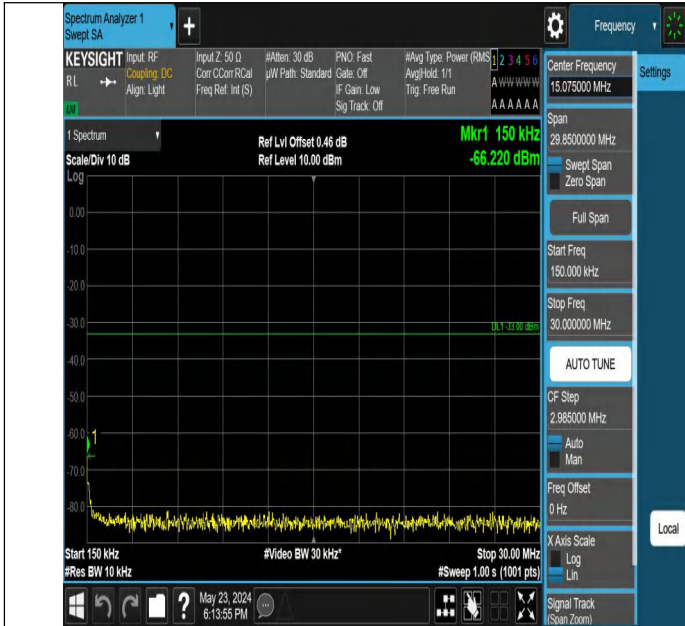 Spectrum Analyzer 1
Swept SA
+
Frequency
KEYSIGHT
RL
Input: RF
Coupling: DC
Align: Light
Input Z: 50 Ω
Corr CCorr RCal
Freq Ref: Int (S)
#Atten: 30 dB
µW Path: Standard
PNO: Fast
Gate: Off
IF Gain: Low
Sig Track: Off
#Avg Type: Power (RMS
Avg|Hold: 1/1
Trig: Free Run
1 2 3 4 5 6
A W W W W W
A A A A A A
1 Spectrum
Scale/Div 10 dB
Ref Lvl Offset 0.46 dB
Ref Level 10.00 dBm
Mkr1 150 kHz
-66.220 dBm
Log
0.00
-10.0
-20.0
-30.0
DL1 -33.00 dBm
-40.0
-50.0
-60.0
1
-70.0
-80.0
Start 150 kHz
#Res BW 10 kHz
#Video BW 30 kHz*
Stop 30.00 MHz
#Sweep 1.00 s (1001 pts)
?
May 23, 2024
6:13:55 PM
Center Frequency
15.075000 MHz
Settings
Span
29.8500000 MHz
Swept Span
Zero Span
Full Span
Start Freq
150.000 kHz
Stop Freq
30.000000 MHz
AUTO TUNE
CF Step
2.985000 MHz
Auto
Man
Freq Offset
0 Hz
X Axis Scale
Log
Lin
Local
Signal Track
(Span Zoom)